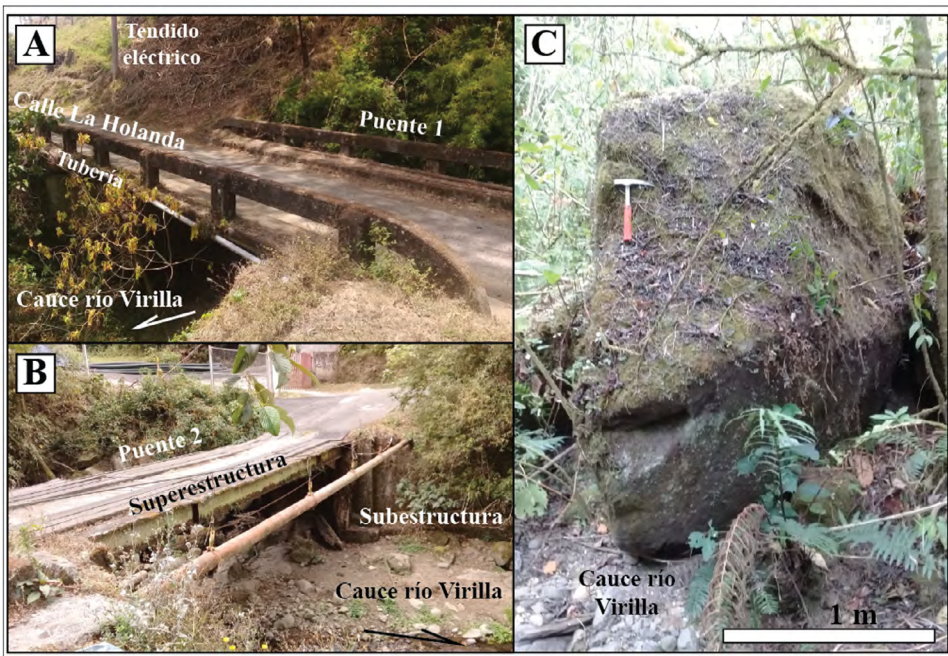 A
Tendido
eléctrico
Calle La Holanda
Puente 1
Tubería
Cauce río Virilla
B
Puente 2
Superestructura
Subestructura
Cauce río Virilla
C
Cauce río
Virilla
1 m